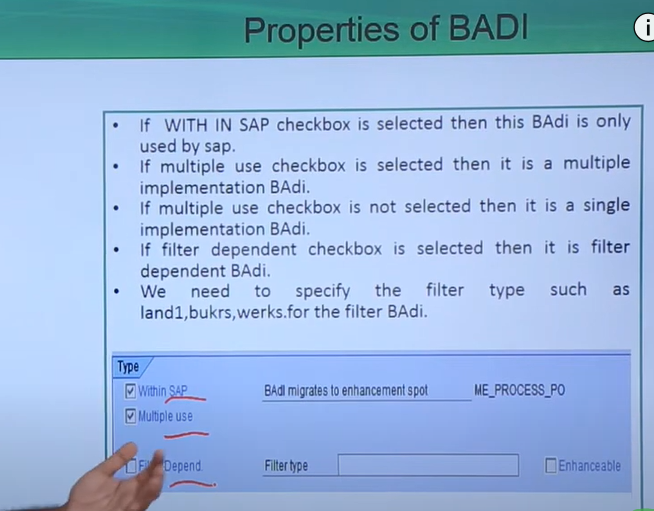 Properties of BADI
i
• If WITH IN SAP checkbox is selected then this BAdi is only
used by sap.
• If multiple use checkbox is selected then it is a multiple
implementation BAdi.
• If multiple use checkbox is not selected then it is a single
implementation BAdi.
• If filter dependent checkbox is selected then it is filter
dependent BAdi.
• We need to specify the filter type such as
land1,bukrs,werks.for the filter BAdi.
Type
Within SAP BAdI migrates to enhancement spot ME_PROCESS_PO
Multiple use
Depend. Filter type Enhanceable